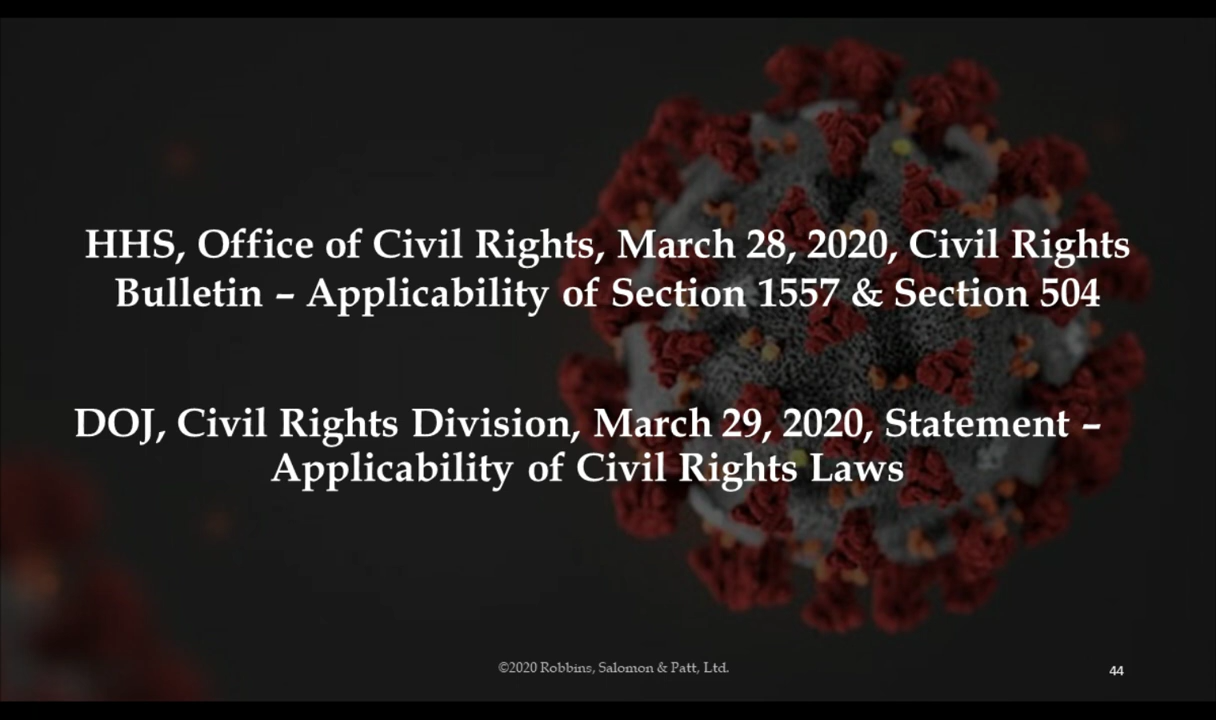 HHS, Office of Civil Rights, March 28, 2020, Civil Rights
Bulletin – Applicability of Section 1557 & Section 504
DOJ, Civil Rights Division, March 29, 2020, Statement –
Applicability of Civil Rights Laws
©2020 Robbins, Salomon & Patt, Ltd.
44